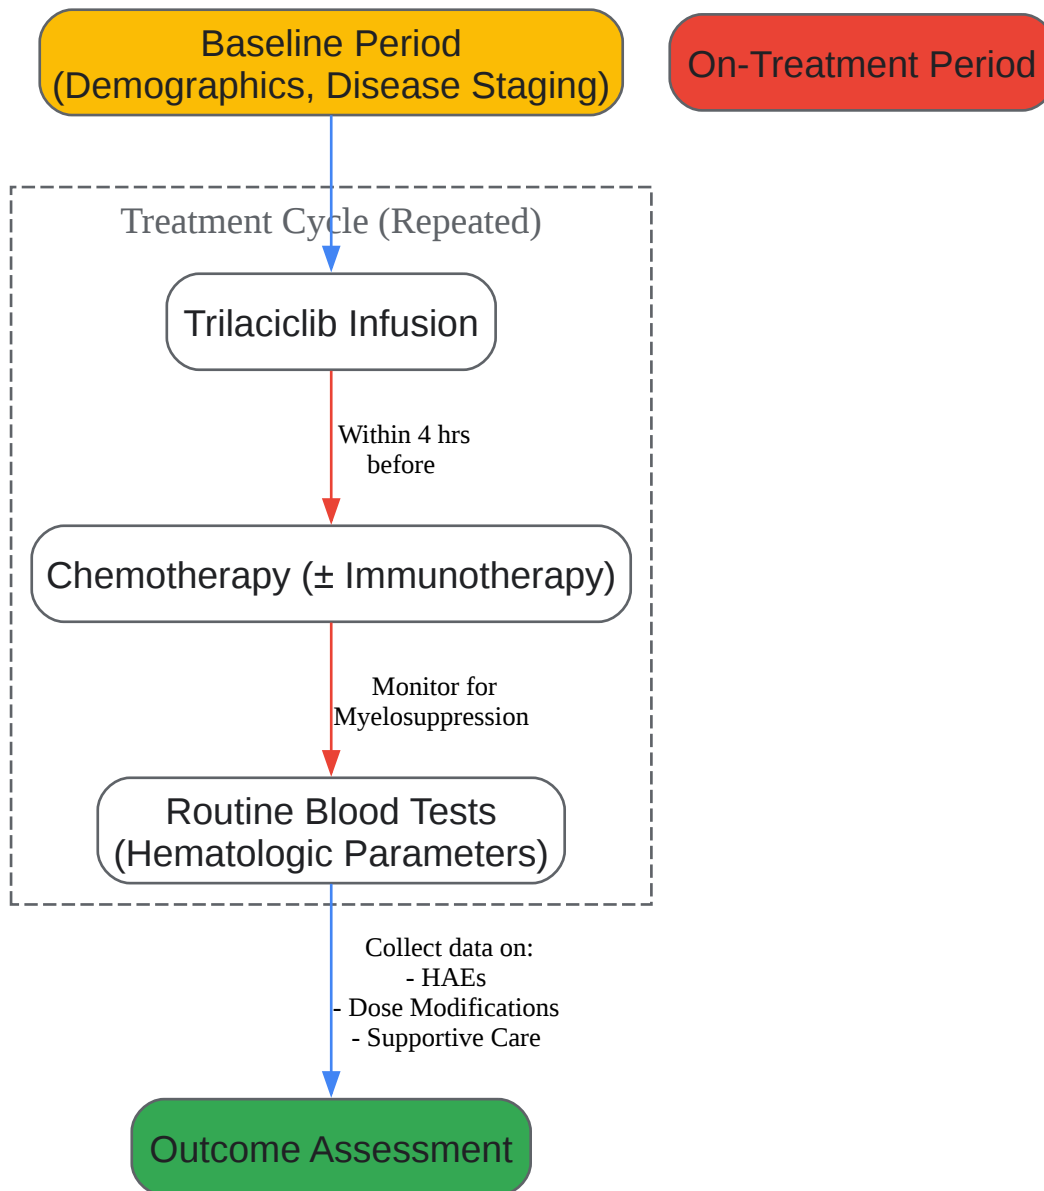 Baseline Period
(Demographics, Disease Staging)
On-Treatment Period
Treatment Cycle (Repeated)
Trilaciclib Infusion
Within 4 hrs
before
Chemotherapy (± Immunotherapy)
Monitor for
Myelosuppression
Routine Blood Tests
(Hematologic Parameters)
Collect data on:
- HAEs
- Dose Modifications
- Supportive Care
Outcome Assessment